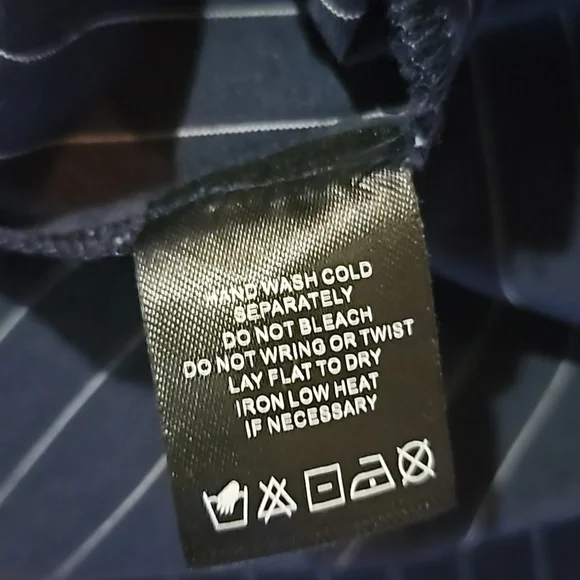 HAND WASH COLD
SEPARATELY
DO NOT BLEACH
DO NOT WRING OR TWIST
LAY FLAT TO DRY
IRON LOW HEAT
IF NECESSARY